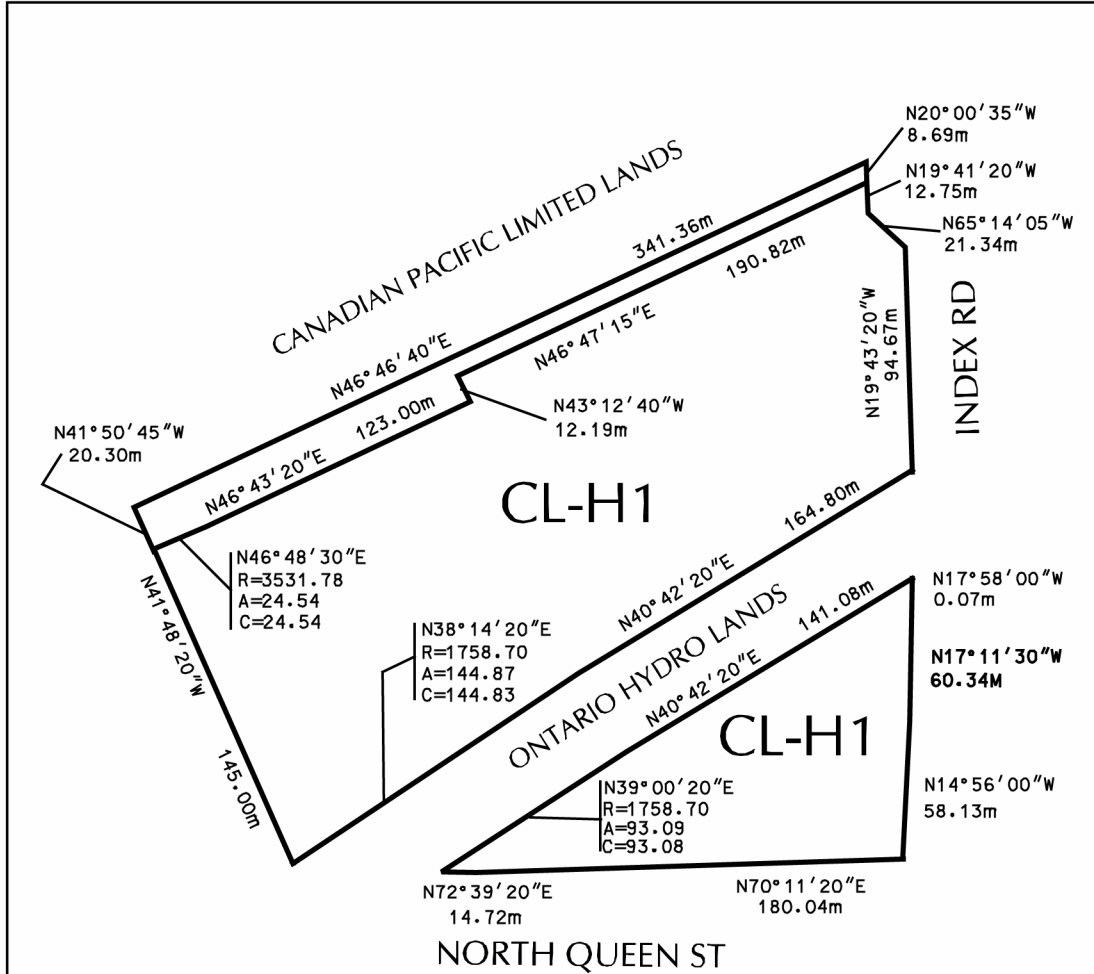 N20°00'35"W
8.69m
N19°41'20"W
12.75m
N65°14'05"W
21.34m
CANADIAN PACIFIC LIMITED LANDS
341.36m
190.82m
N46°46'40"E
N46°47'15"E
N19°43'20"W
94.67m
INDEX RD
N43°12'40"W
12.19m
N41°50'45"W
20.30m
123.00m
N46°43'20"E
CL-H1
164.80m
N40°42'20"E
N46°48'30"E
R=3531.78
A=24.54
C=24.54
N41°48'20"W
145.00m
N38°14'20"E
R=1758.70
A=144.87
C=144.83
ONTARIO HYDRO LANDS
141.08m
N40°42'20"E
N17°58'00"W
0.07m
N17°11'30"W
60.34M
CL-H1
N14°56'00"W
58.13m
N39°00'20"E
R=1758.70
A=93.09
C=93.08
N72°39'20"E
14.72m
N70°11'20"E
180.04m
NORTH QUEEN ST